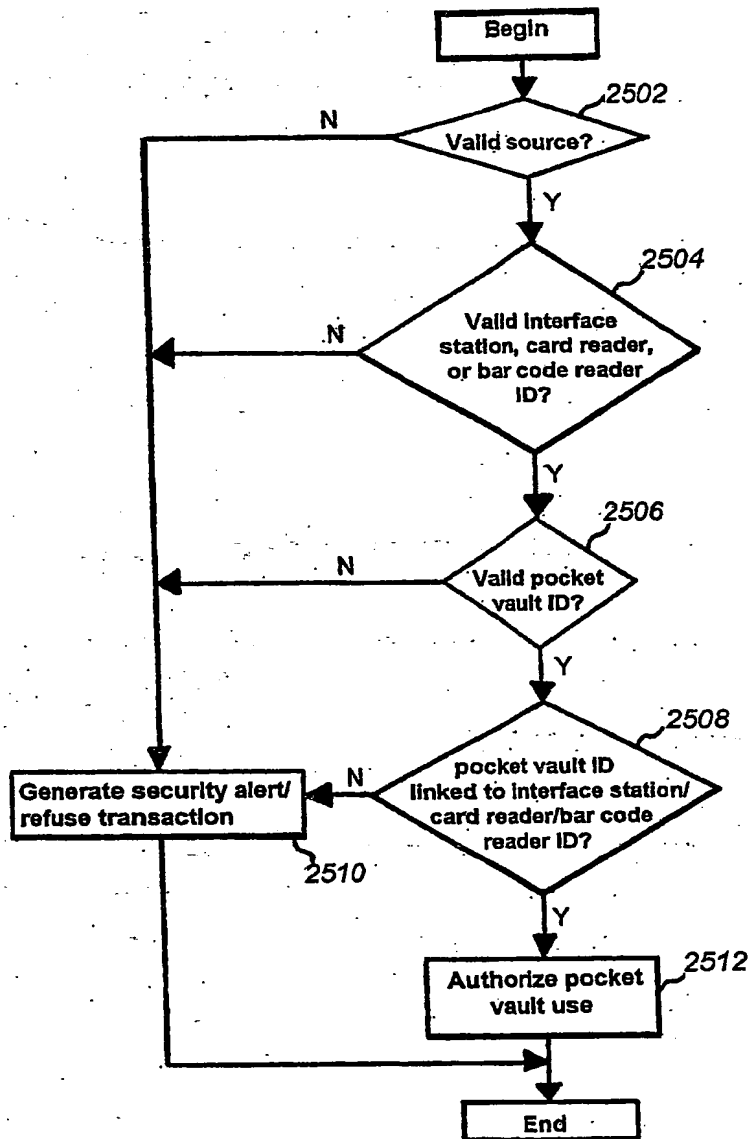 Begin
2502
N
Valid source?
Y
2504
N
Valid interface
station, card reader,
or bar code reader
ID?
Y
2506
N
Valid pocket
vault ID?
Y
2508
N
pocket vault ID
linked to interface station/
card reader/bar code
reader ID?
Generate security alert/
refuse transaction
2510
Y
2512
Authorize pocket
vault use
End